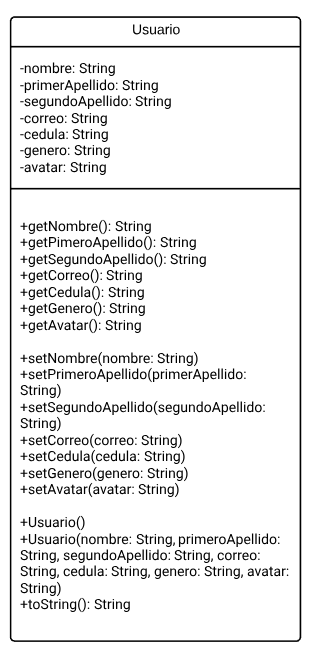 Usuario
-nombre: String
-primerApellido: String
-segundoApellido: String
-correo: String
-cedula: String
-genero: String
-avatar: String
+getNombre(): String
+getPimeroApellido(): String
+getSegundoApellido(): String
+getCorreo(): String
+getCedula(): String
+getGenero(): String
+getAvatar(): String
+setNombre(nombre: String)
+setPrimeroApellido(primerApellido:
String)
+setSegundoApellido(segundoApellido:
String)
+setCorreo(correo: String)
+setCedula(cedula: String)
+setGenero(genero: String)
+setAvatar(avatar: String)
+Usuario()
+Usuario(nombre: String, primeroApellido:
String, segundoApellido: String, correo:
String, cedula: String, genero: String, avatar:
String)
+toString(): String